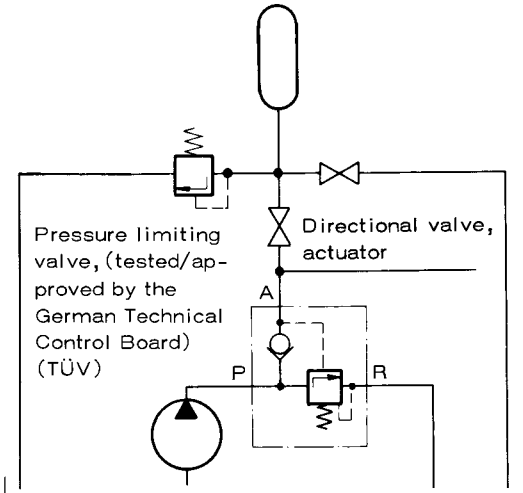 Pressure limiting
valve, (tested/ap-
proved by the
German Technical
Control Board)
(TÜV)
Directional valve,
actuator
A
P
R